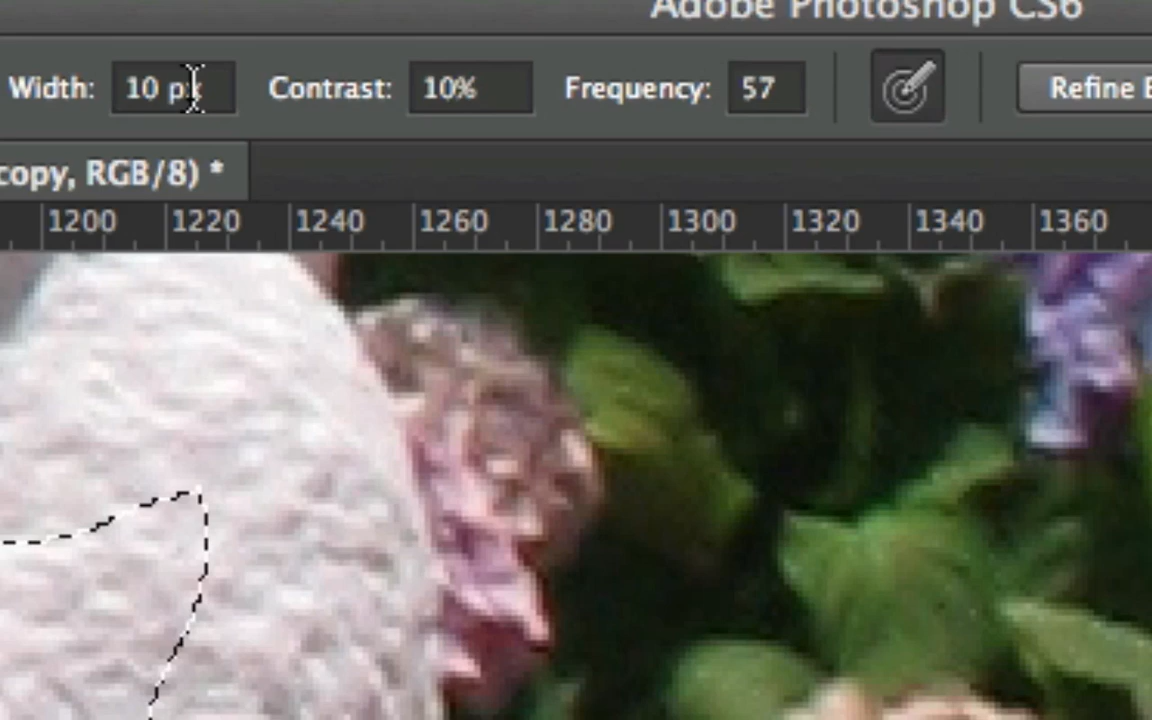 Adobe Photoshop CS6
Width: 10 px Contrast: 10% Frequency: 57 Refine E
copy, RGB/8) *
1200 1220 1240 1260 1280 1300 1320 1340 1360